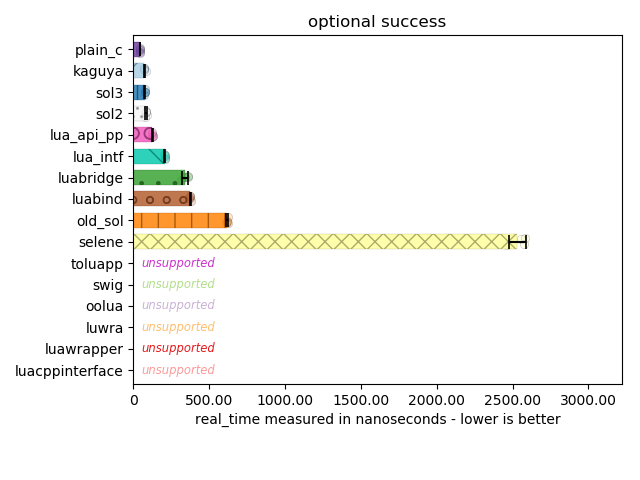 optional success
plain_c
kaguya
sol3
sol2
lua_api_pp
lua_intf
luabridge
luabind
old_sol
selene
toluapp unsupported
swig unsupported
oolua unsupported
luwra unsupported
luawrapper unsupported
luacppinterface unsupported
0 500.00 1000.00 1500.00 2000.00 2500.00 3000.00
real_time measured in nanoseconds - lower is better